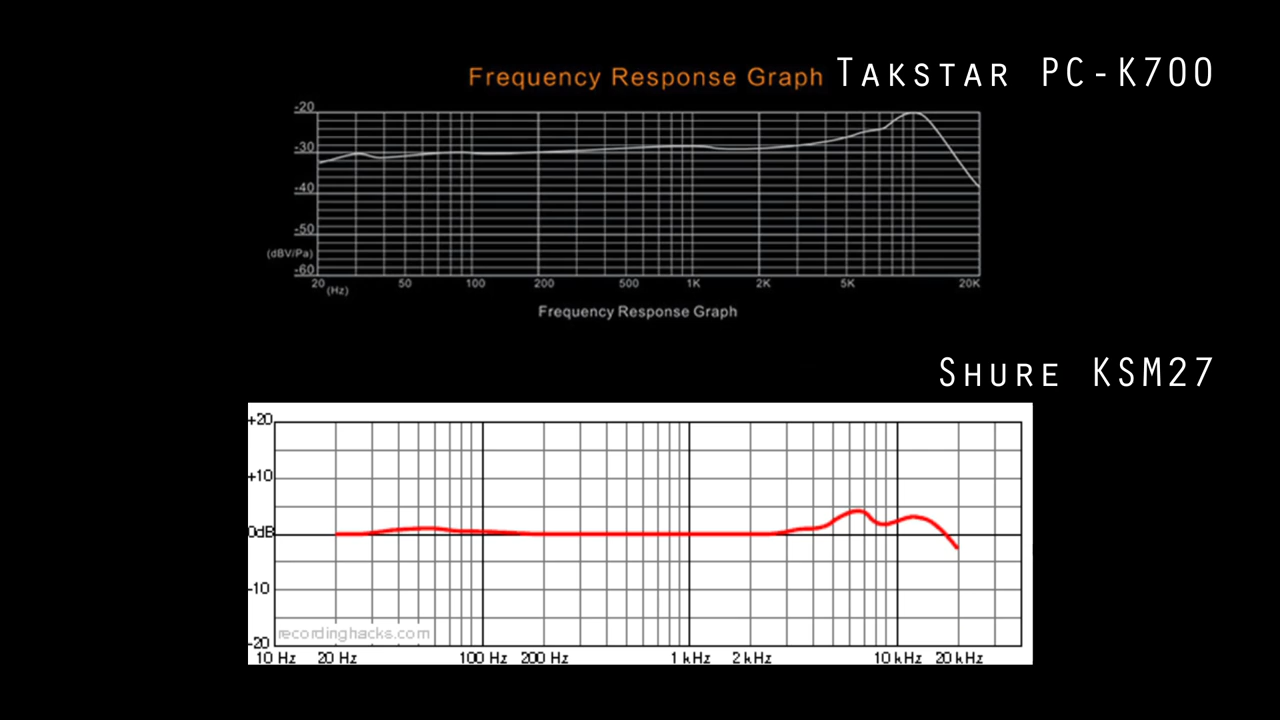 Frequency Response Graph TAKSTAR PC-K700
-20
-30
-40
-50
(dBV/Pa)
-60
20 50 100 200 500 1K 2K 5K 20K
(Hz)
Frequency Response Graph
SHURE KSM27
+20
+10
0dB
-10
recordinghacks.com
-20
10 Hz 20 Hz 100 Hz 200 Hz 1 kHz 2 kHz 10 kHz 20 kHz